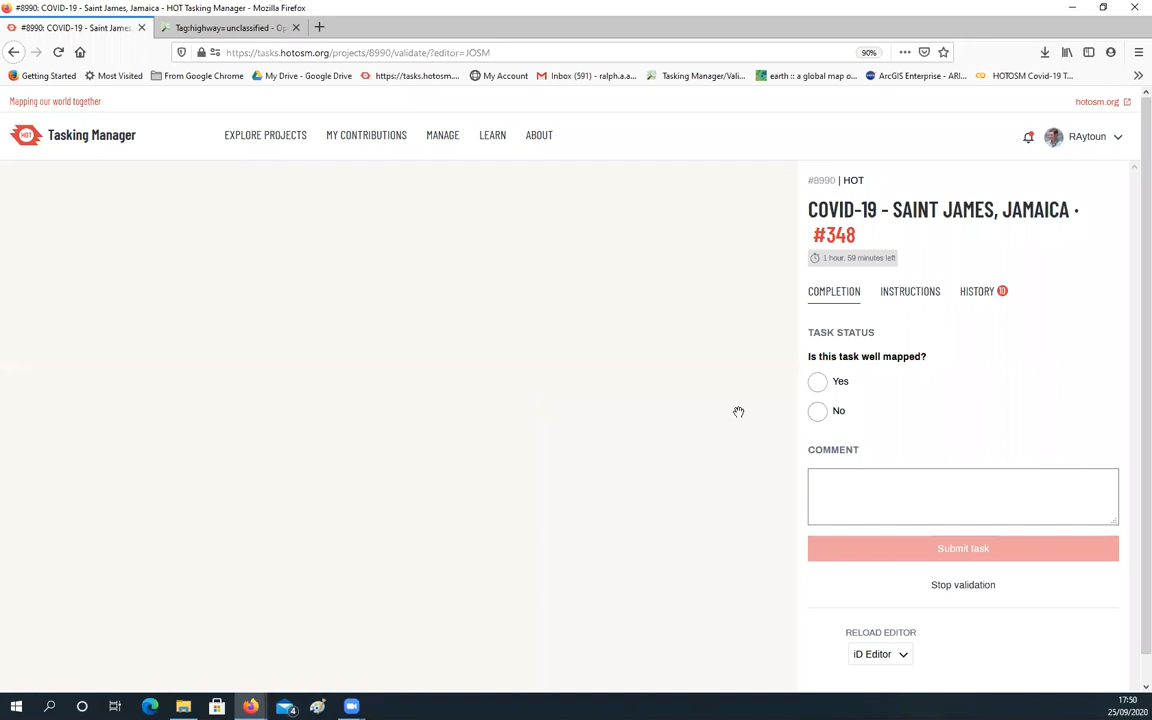 #8990: COVID-19 - Saint James, Jamaica - HOT Tasking Manager - Mozilla Firefox
#8990: COVID-19 - Saint James,
Tag:highway=unclassified - Op
https://tasks.hotosm.org/projects/8990/validate/?editor=JOSM
90%
Getting Started
Most Visited
From Google Chrome
My Drive - Google Drive
https://tasks.hotosm....
My Account
Inbox (591) - ralph.a.a...
Tasking Manager/Vali...
earth :: a global map o...
ArcGIS Enterprise - ARI...
HOTOSM Covid-19 T...
Mapping our world together
hotosm.org
HOT
Tasking Manager
EXPLORE PROJECTS
MY CONTRIBUTIONS
MANAGE
LEARN
ABOUT
RAytoun
#8990 | HOT
COVID-19 - SAINT JAMES, JAMAICA ·
#348
1 hour, 59 minutes left
COMPLETION
INSTRUCTIONS
HISTORY 10
TASK STATUS
Is this task well mapped?
Yes
No
COMMENT
Submit task
Stop validation
RELOAD EDITOR
iD Editor
4
17:50
25/09/2020